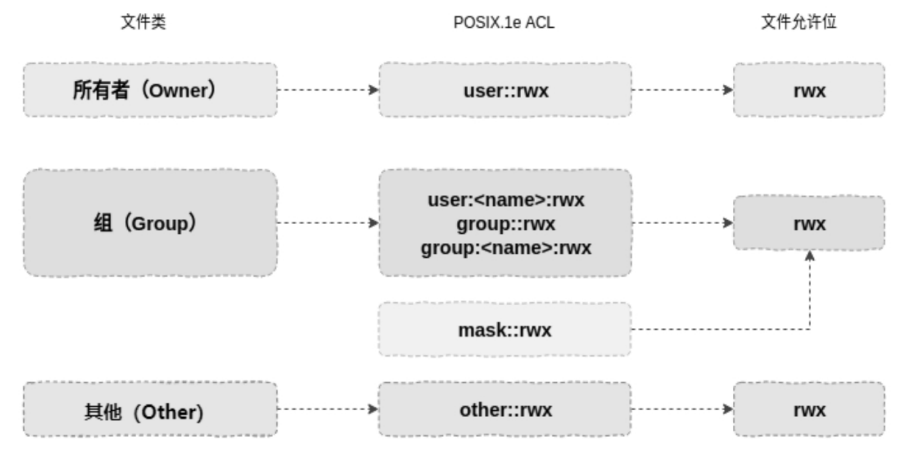 文件类 POSIX.1e ACL 文件允许位
所有者（Owner） user::rwx rwx
组（Group） user:<name>:rwx
group::rwx rwx
group:<name>:rwx
mask::rwx
其他（Other） other::rwx rwx